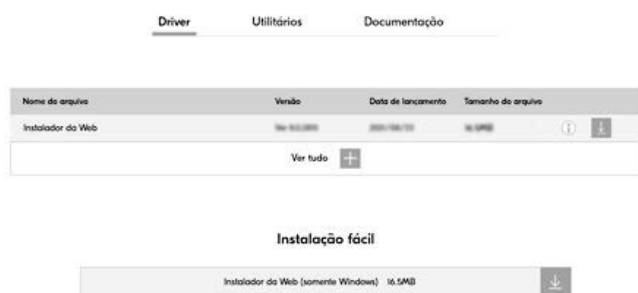 Driver Utilitários Documentação
Nome do arquivo Versão Data de lançamento Tamanho do arquivo
Instalador da Web
Ver tudo
Instalação fácil
Instalador da Web (somente Windows) 16.5MB